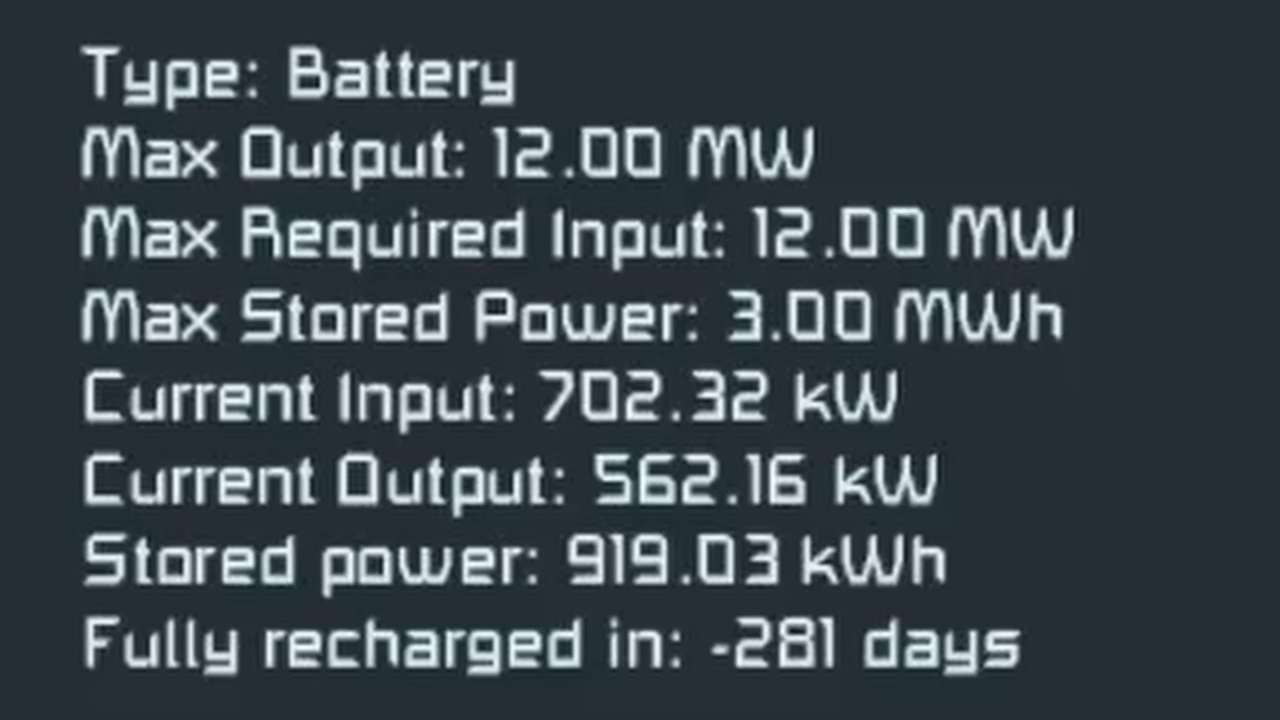 Type: Battery
Max Output: 12.00 MW
Max Required Input: 12.00 MW
Max Stored Power: 3.00 MWh
Current Input: 702.32 kW
Current Output: 562.16 kW
Stored power: 919.03 kWh
Fully recharged in: -281 days